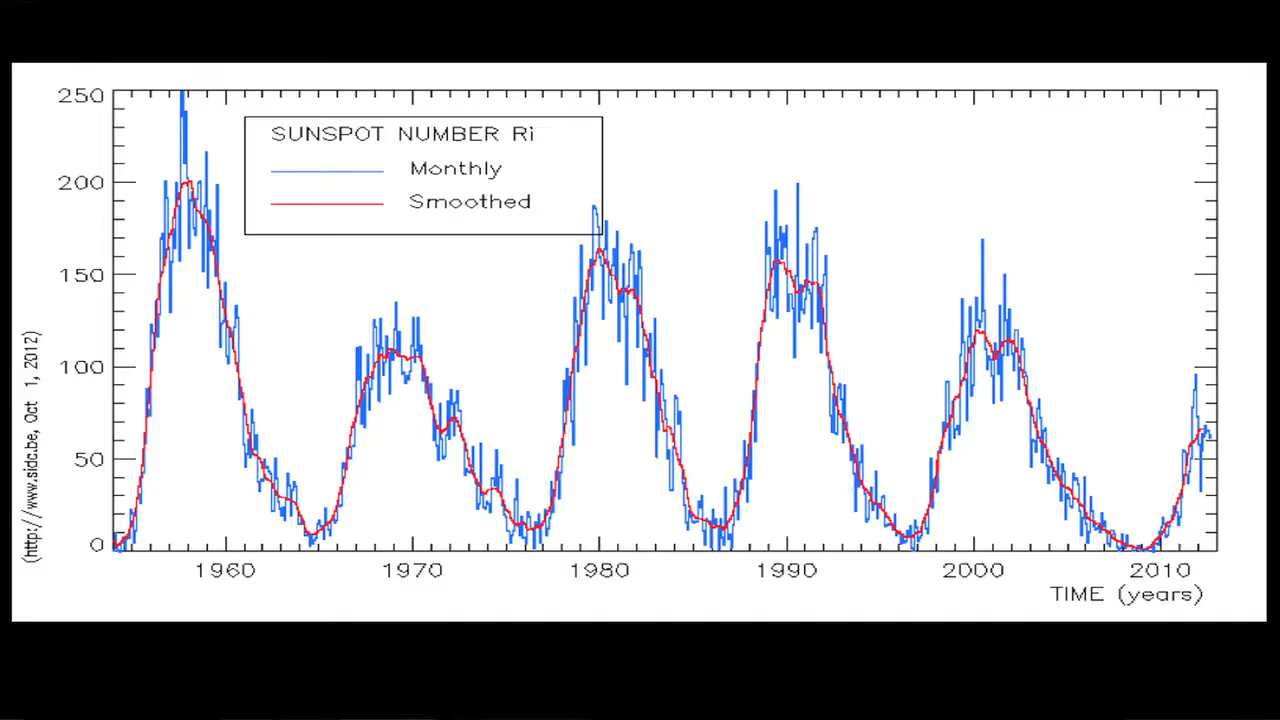 250
200
150
100
50
0
SUNSPOT NUMBER Ri
Monthly
Smoothed
1960 1970 1980 1990 2000 2010
TIME (years)
(http://www.sidc.be, Oct 1, 2012)